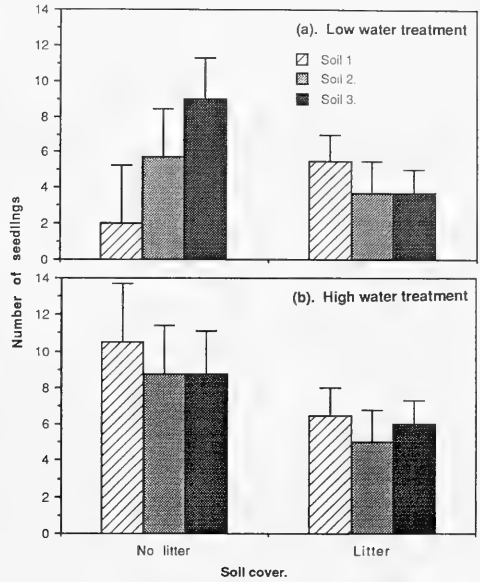 14
12
10
8
6
4
2
0
(a). Low water treatment
Soil 1
Soil 2.
Soil 3.
Number of seedlings
14
12
10
8
6
4
2
0
(b). High water treatment
No litter
Litter
Soil cover.